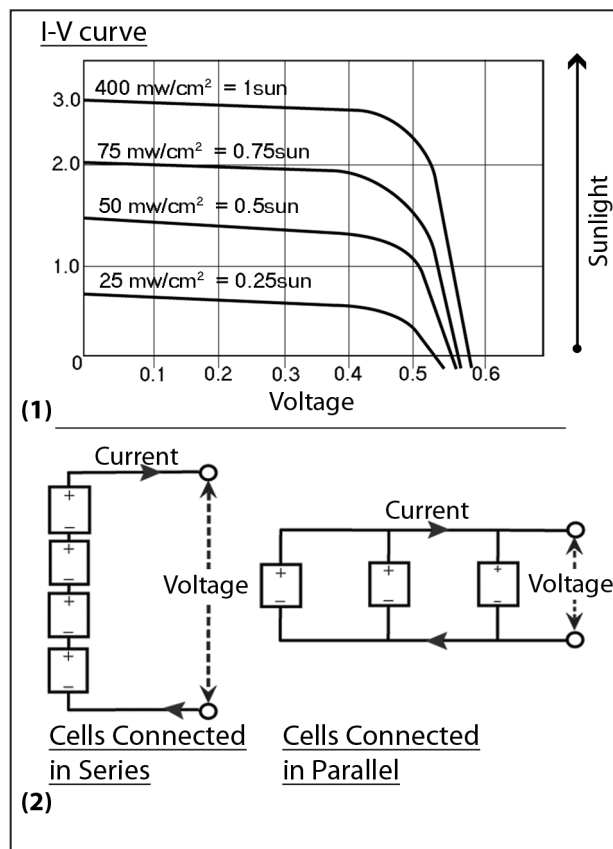 I-V curve
3.0
2.0
1.0
0
400 mw/cm² = 1sun
75 mw/cm² = 0.75sun
50 mw/cm² = 0.5sun
25 mw/cm² = 0.25sun
0.1 0.2 0.3 0.4 0.5 0.6
Voltage
Sunlight
(1)
Current
+
−
+
−
+
−
+
−
Voltage
Cells Connected
in Series
Current
+ + +
− − −
Voltage
Cells Connected
in Parallel
(2)